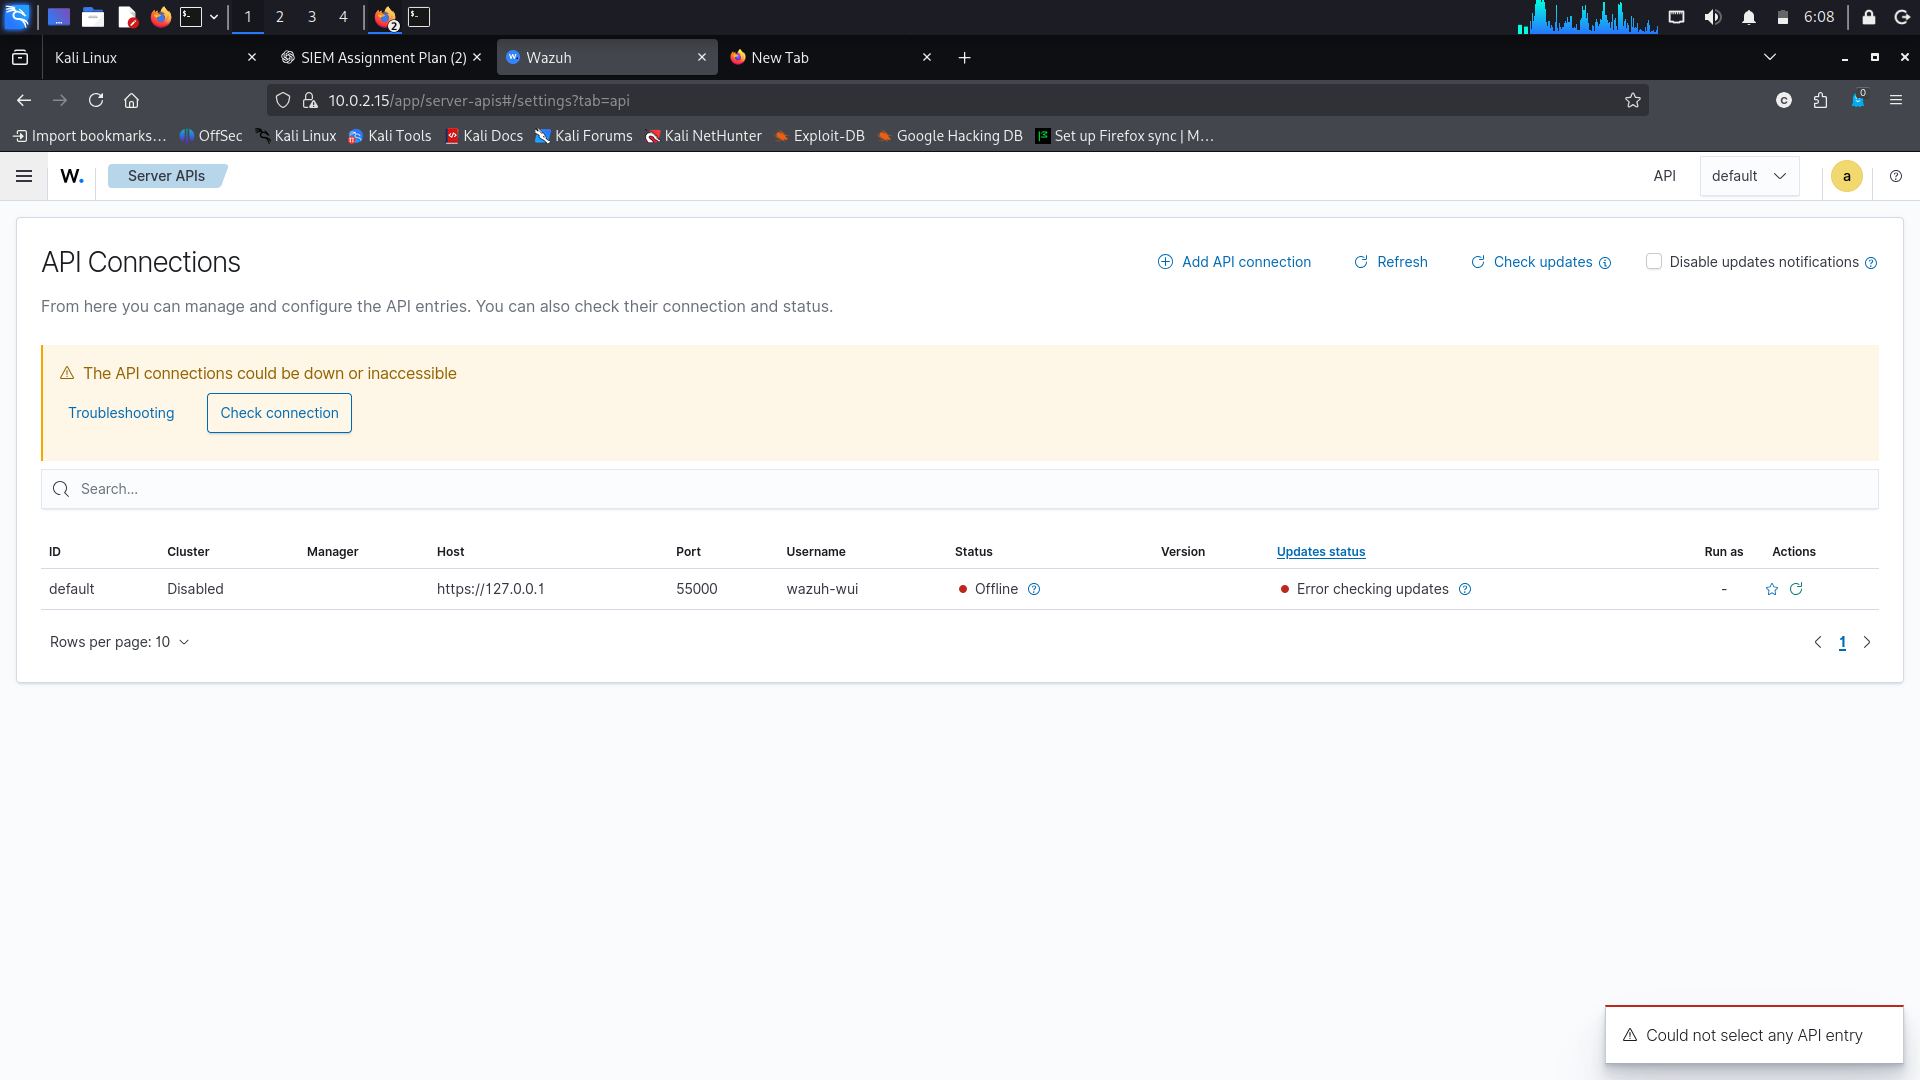 1 2 3 4 2 6:08
Kali Linux SIEM Assignment Plan (2) Wazuh New Tab
10.0.2.15/app/server-apis#/settings?tab=api C 0
Import bookmarks... OffSec Kali Linux Kali Tools Kali Docs Kali Forums Kali NetHunter Exploit-DB Google Hacking DB Set up Firefox sync | M...
W. Server APIs API default a
API Connections Add API connection Refresh Check updates Disable updates notifications
From here you can manage and configure the API entries. You can also check their connection and status.
The API connections could be down or inaccessible
Troubleshooting Check connection
Search...
ID Cluster Manager Host Port Username Status Version Updates status Run as Actions
default Disabled https://127.0.0.1 55000 wazuh-wui Offline Error checking updates -
Rows per page: 10 1
Could not select any API entry